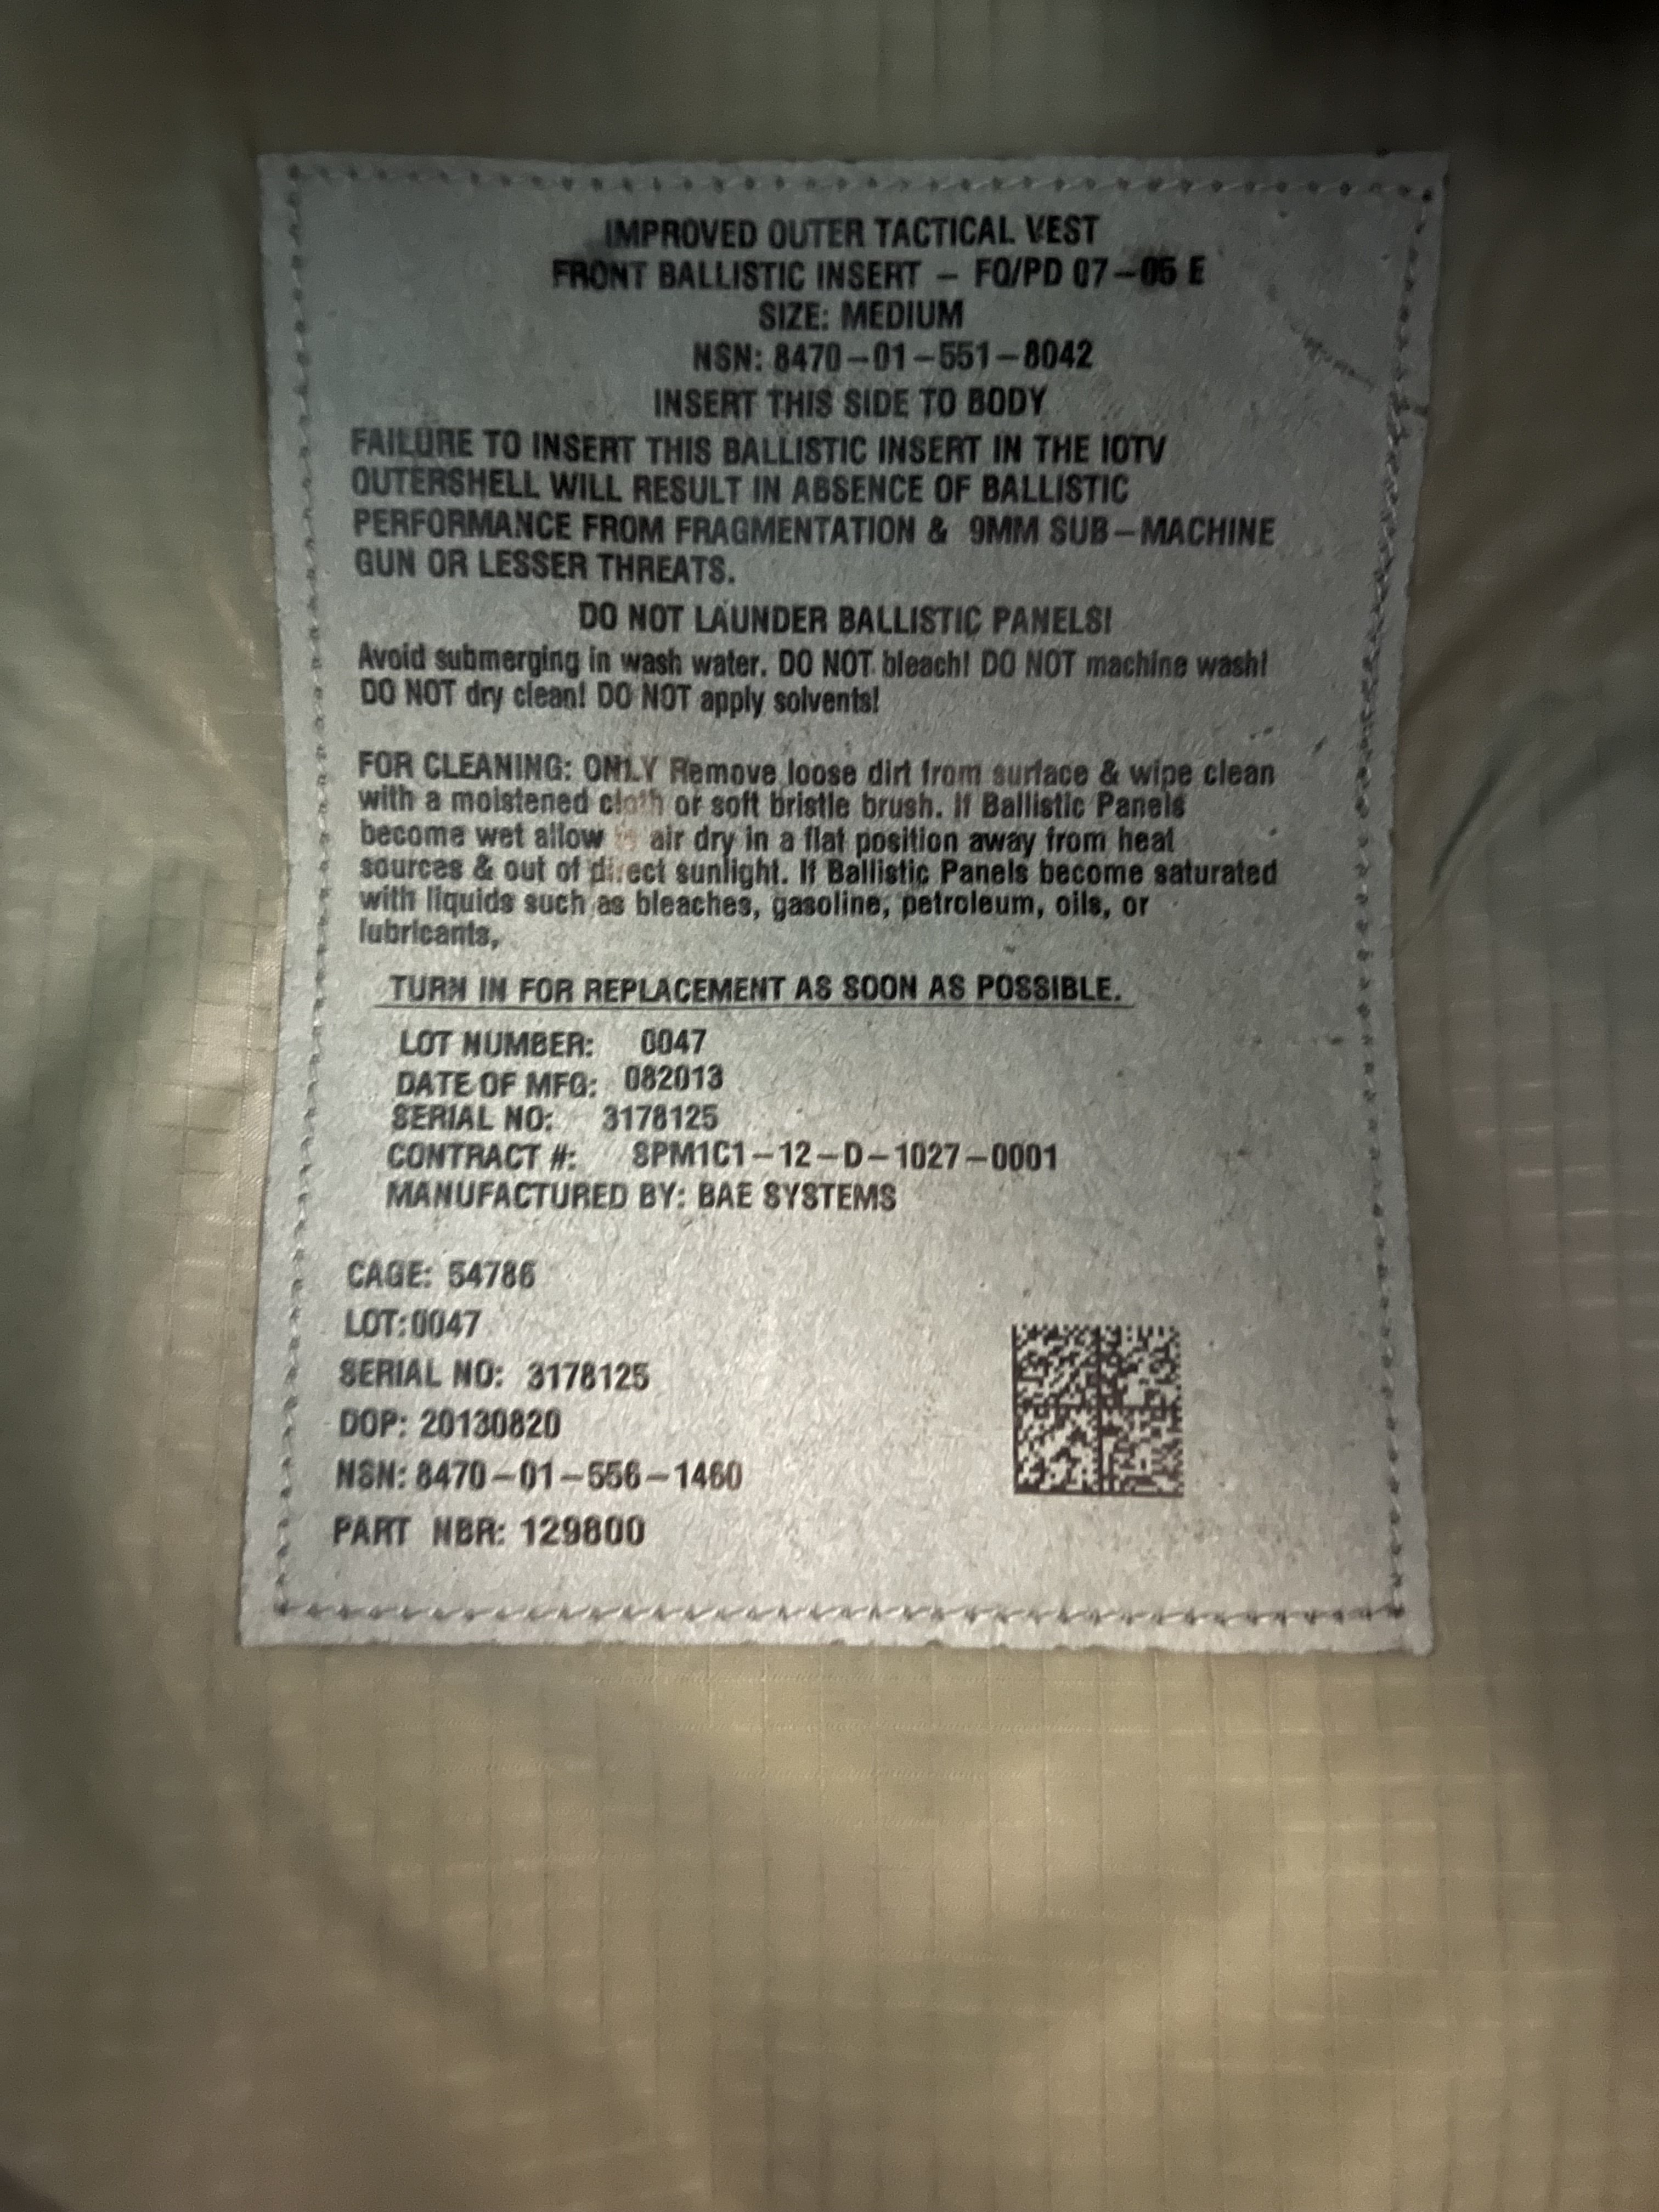 IMPROVED OUTER TACTICAL VEST
FRONT BALLISTIC INSERT – FQ/PD 07–05 E
SIZE: MEDIUM
NSN: 8470–01–551–8042
INSERT THIS SIDE TO BODY
FAILURE TO INSERT THIS BALLISTIC INSERT IN THE IOTV
OUTERSHELL WILL RESULT IN ABSENCE OF BALLISTIC
PERFORMANCE FROM FRAGMENTATION & 9MM SUB–MACHINE
GUN OR LESSER THREATS.
DO NOT LAUNDER BALLISTIC PANELS!
Avoid submerging in wash water. DO NOT bleach! DO NOT machine wash!
DO NOT dry clean! DO NOT apply solvents!
FOR CLEANING: ONLY Remove loose dirt from surface & wipe clean
with a moistened cloth or soft bristle brush. If Ballistic Panels
become wet allow to air dry in a flat position away from heat
sources & out of direct sunlight. If Ballistic Panels become saturated
with liquids such as bleaches, gasoline, petroleum, oils, or
lubricants,
TURN IN FOR REPLACEMENT AS SOON AS POSSIBLE.
LOT NUMBER: 0047
DATE OF MFG: 082013
SERIAL NO: 3178125
CONTRACT #: SPM1C1–12–D–1027–0001
MANUFACTURED BY: BAE SYSTEMS
CAGE: 54786
LOT:0047
SERIAL NO: 3178125
DOP: 20130820
NSN: 8470–01–556–1460
PART NBR: 129800